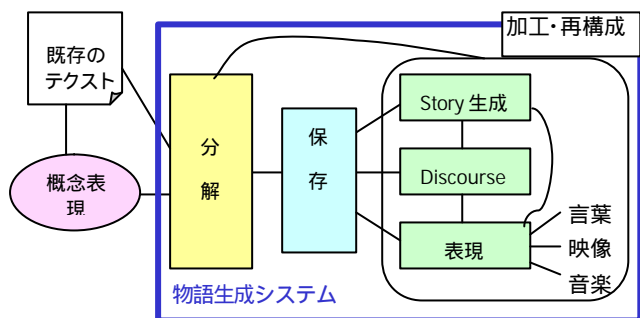 加工・再構成
既存の
テクスト
概念表
現
分
解
保
存
Story 生成
Discourse
表現
言葉
映像
音楽
物語生成システム